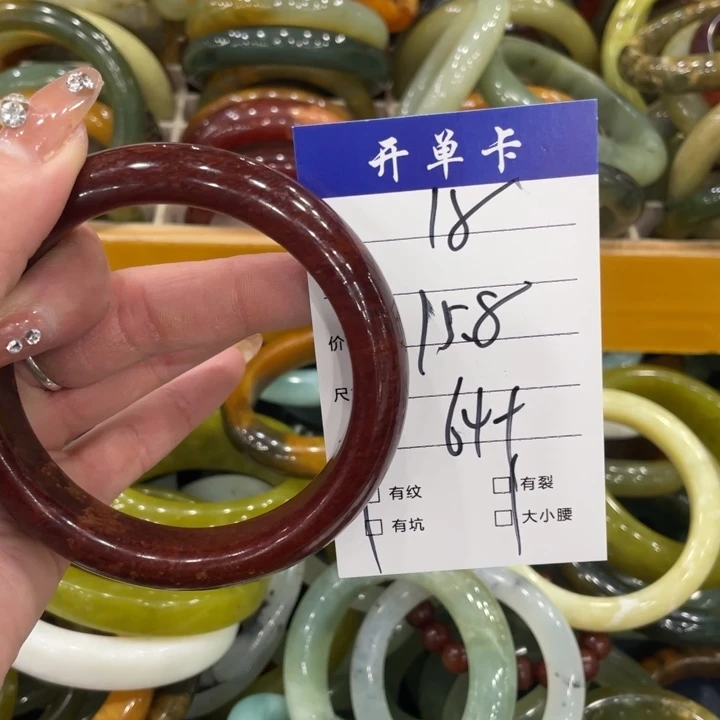 开单卡
18
价 158
尺 64+
有纹 有裂
有坑 大小腰